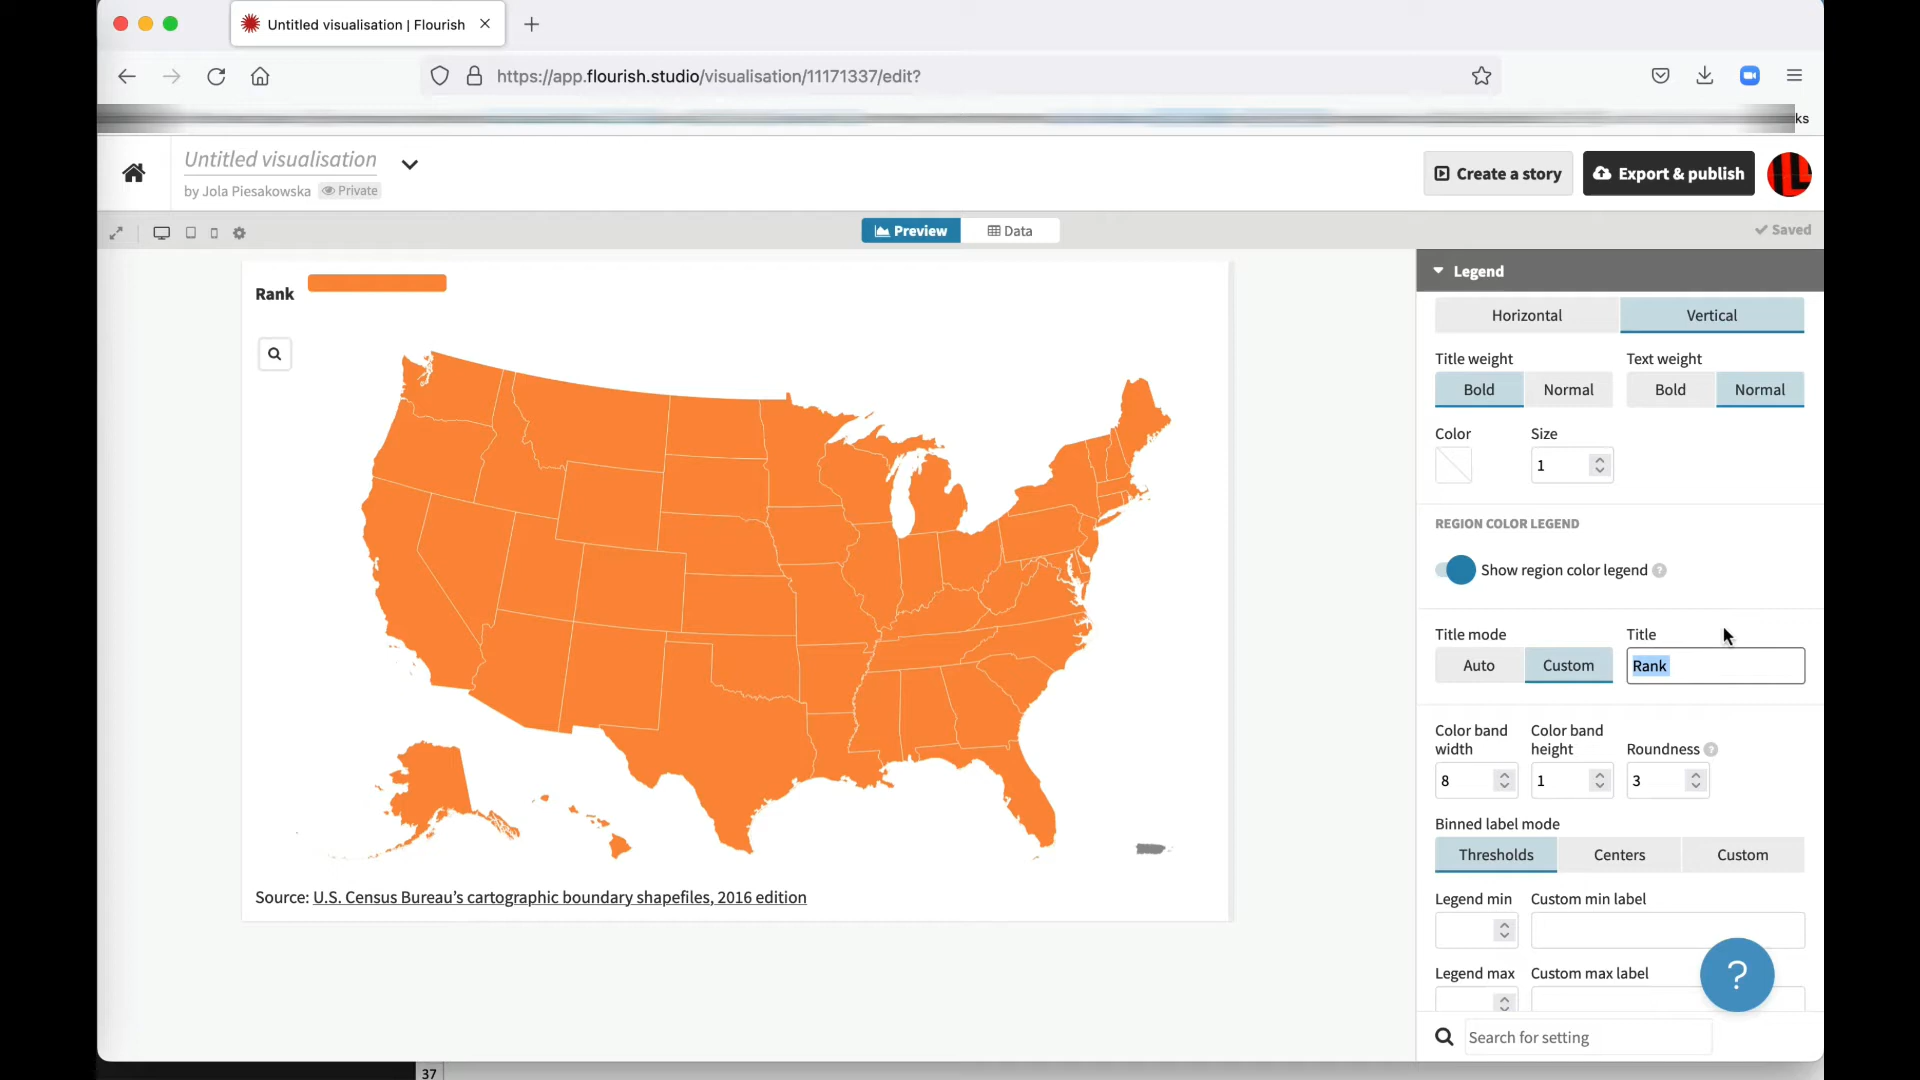 Untitled visualisation | Flourish
https://app.flourish.studio/visualisation/11171337/edit?
ks
Untitled visualisation
by Jola Piesakowska Private
Create a story
Export & publish
Preview
Data
Saved
Rank
Source: U.S. Census Bureau’s cartographic boundary shapefiles, 2016 edition
Legend
Horizontal Vertical
Title weight Text weight
Bold Normal Bold Normal
Color Size
1
REGION COLOR LEGEND
Show region color legend ?
Title mode Title
Auto Custom Rank
Color band width Color band height Roundness ?
8 1 3
Binned label mode
Thresholds Centers Custom
Legend min Custom min label
Legend max Custom max label
?
Search for setting
37